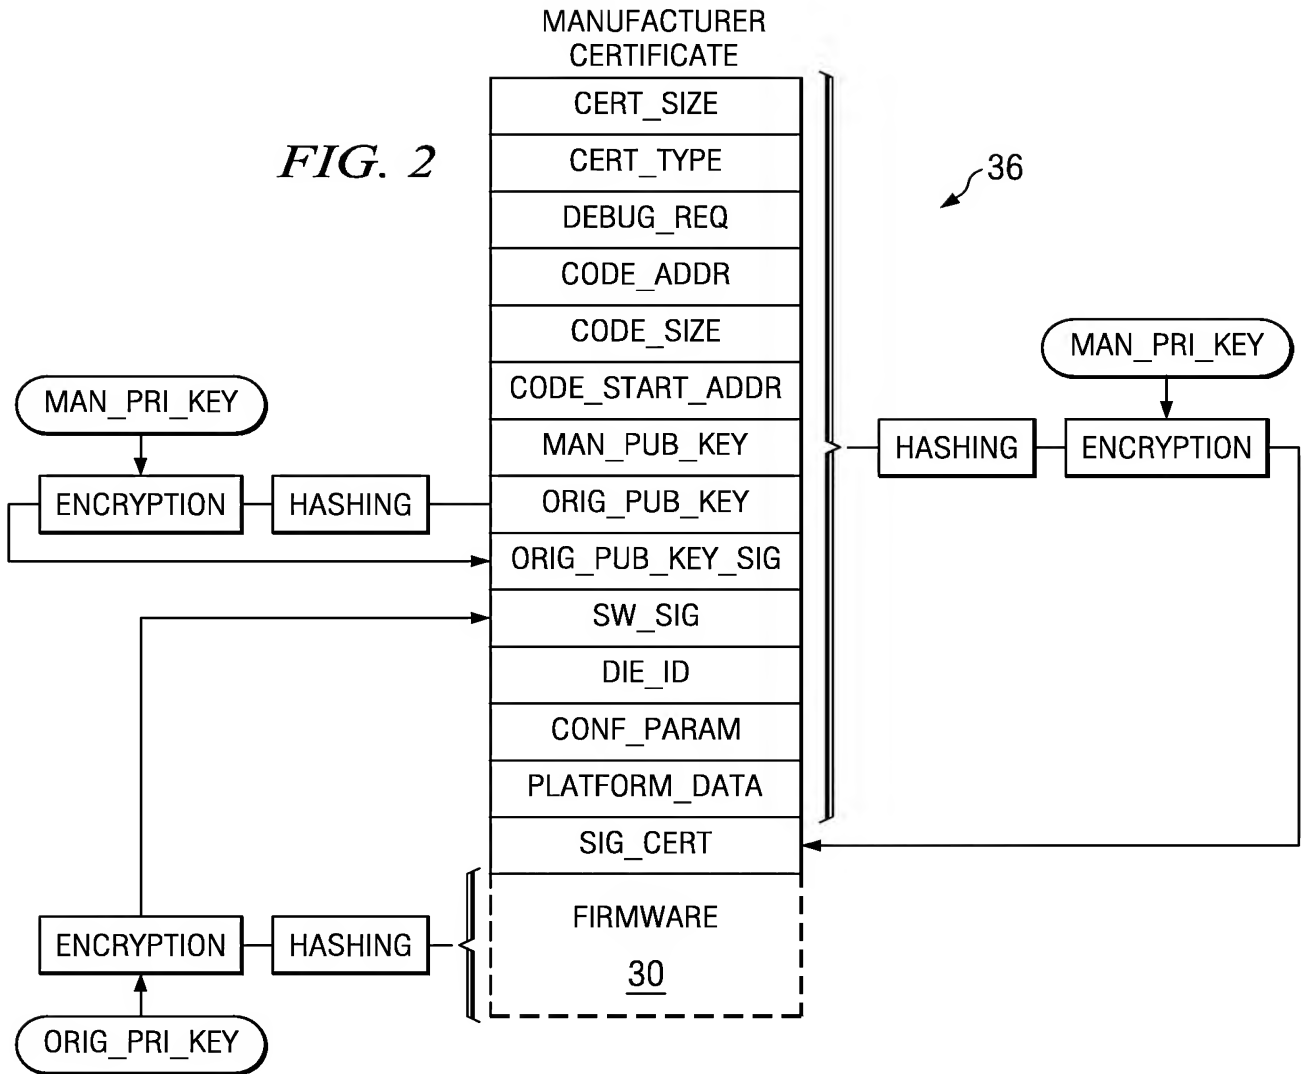 MANUFACTURER
CERTIFICATE
CERT_SIZE
FIG. 2
CERT_TYPE
36
DEBUG_REQ
CODE_ADDR
CODE_SIZE
MAN_PRI_KEY
CODE_START_ADDR
MAN_PRI_KEY
MAN_PUB_KEY
HASHING
ENCRYPTION
ENCRYPTION
HASHING
ORIG_PUB_KEY
ORIG_PUB_KEY_SIG
SW_SIG
DIE_ID
CONF_PARAM
PLATFORM_DATA
SIG_CERT
FIRMWARE
ENCRYPTION
HASHING
30
ORIG_PRI_KEY